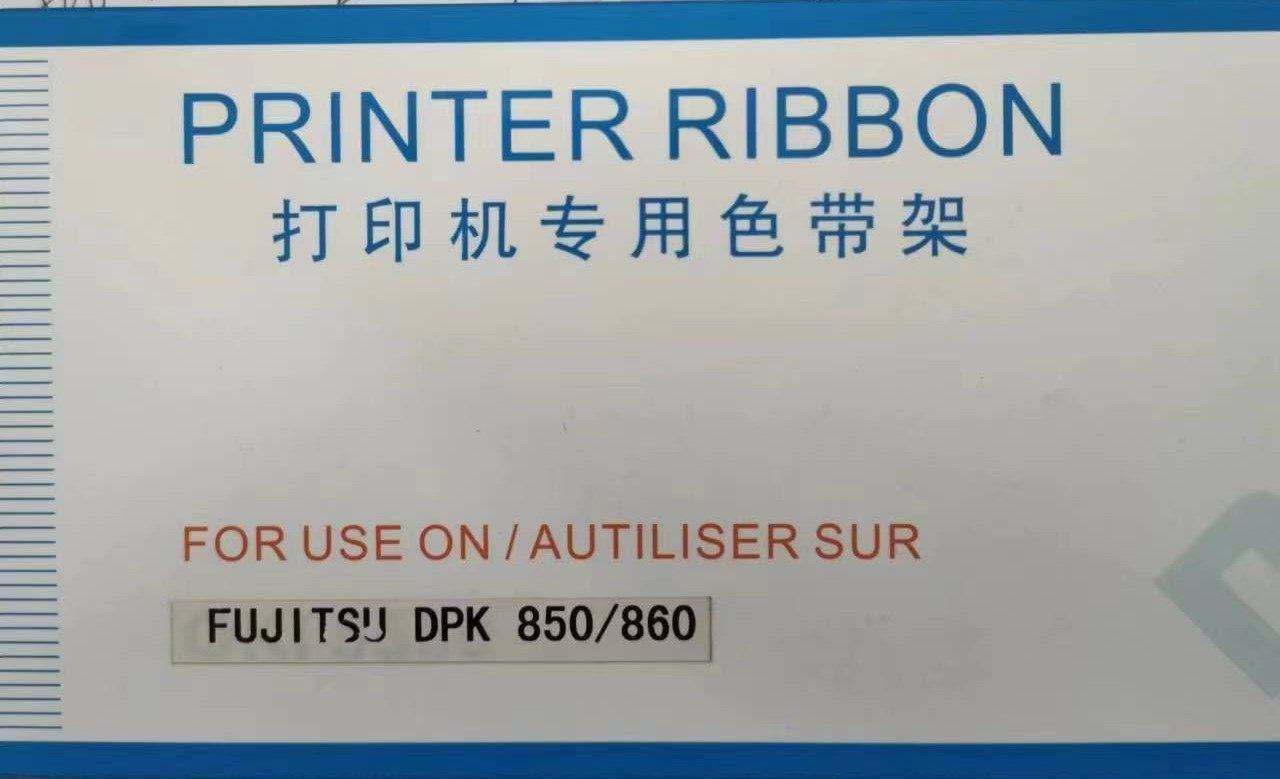 PRINTER RIBBON
打印机专用色带架
FOR USE ON / AUTILISER SUR
FUJITSU DPK 850/860